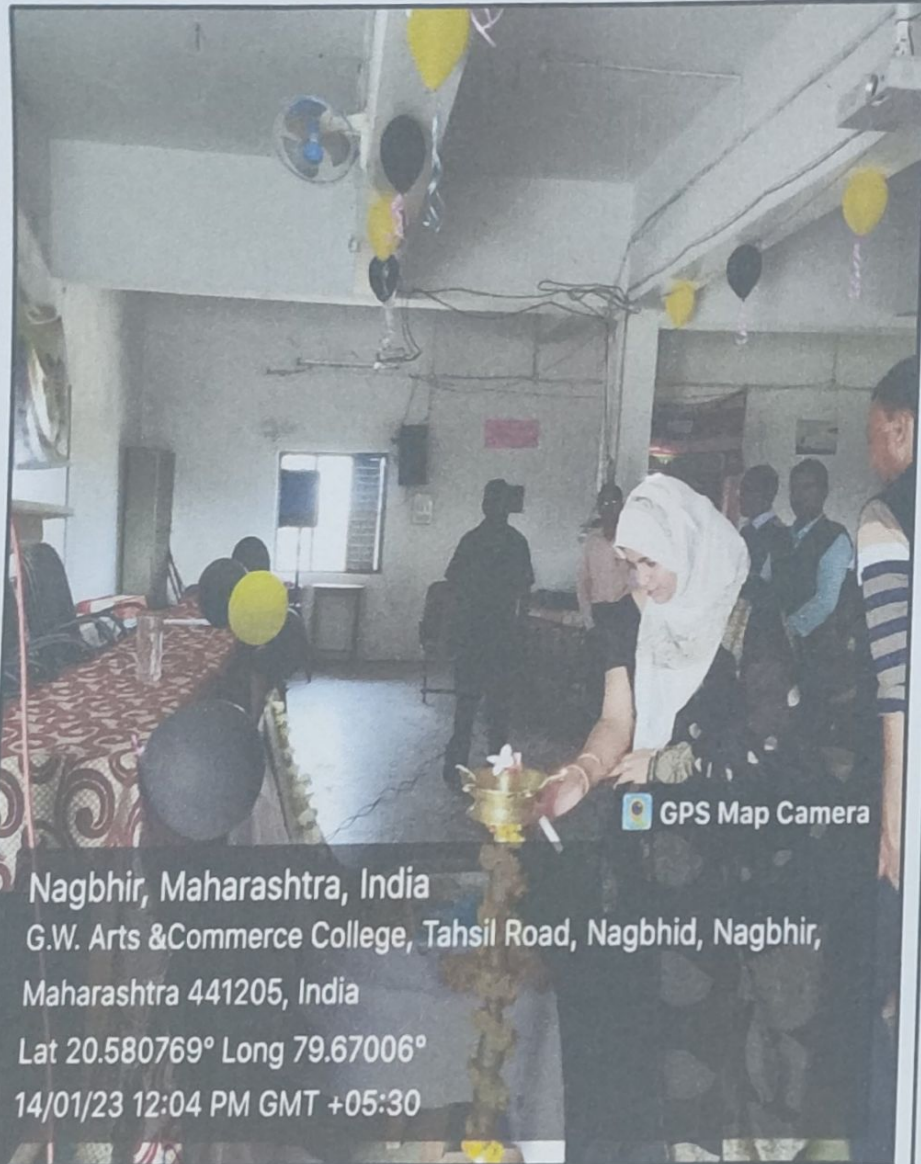 GPS Map Camera
Nagbhir, Maharashtra, India
G.W. Arts &Commerce College, Tahsil Road, Nagbhid, Nagbhir,
Maharashtra 441205, India
Lat 20.580769° Long 79.67006°
14/01/23 12:04 PM GMT +05:30